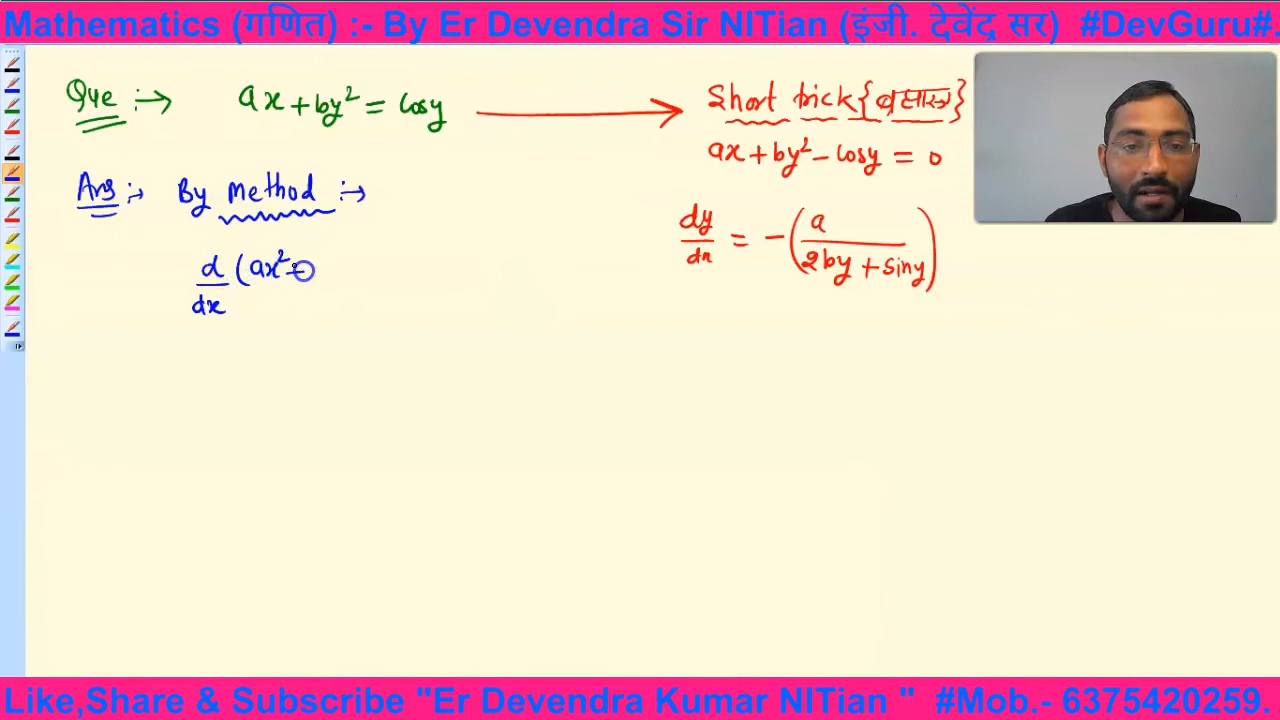 Mathematics (गणित) :- By Er Devendra Sir NITian (इंजी. देवेंद्र सर) #DevGuru#.
Que :→ ax + by² = cosy
Short trick {ब्रह्मास्त्र}
ax + by² - cosy = 0
dy/dx = -(a / 2by + siny)
Ans :→ By Method :→
d/dx (ax²
Like,Share & Subscribe "Er Devendra Kumar NITian " #Mob.- 6375420259.